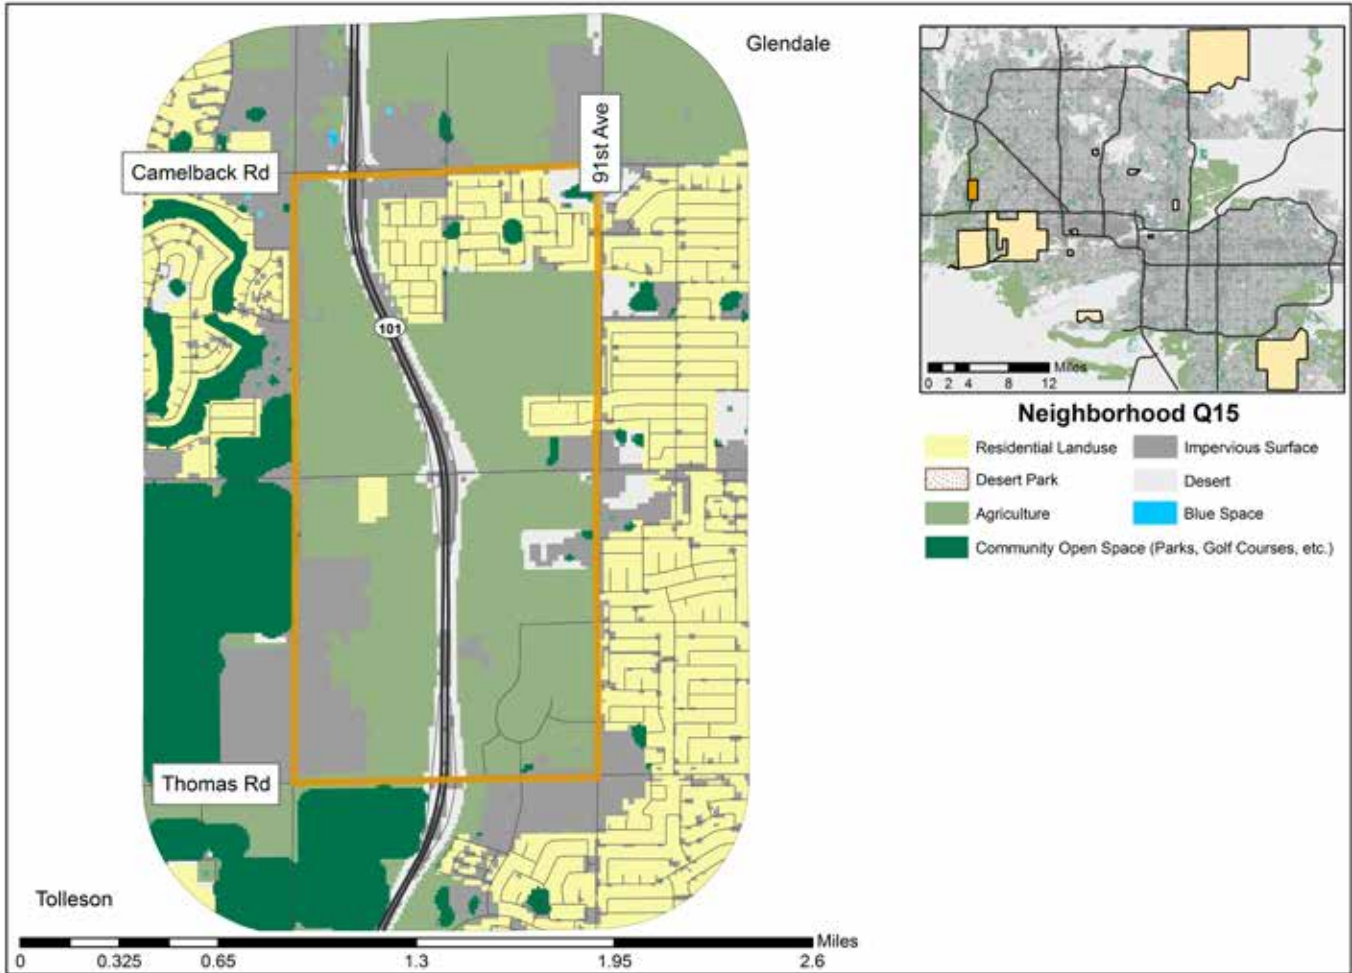 Glendale
91st Ave
Camelback Rd
101
Thomas Rd
Tolleson
Miles
0 0.325 0.65 1.3 1.95 2.6
Miles
0 2 4 8 12
Neighborhood Q15
Residential Landuse
Impervious Surface
Desert Park
Desert
Agriculture
Blue Space
Community Open Space (Parks, Golf Courses, etc.)